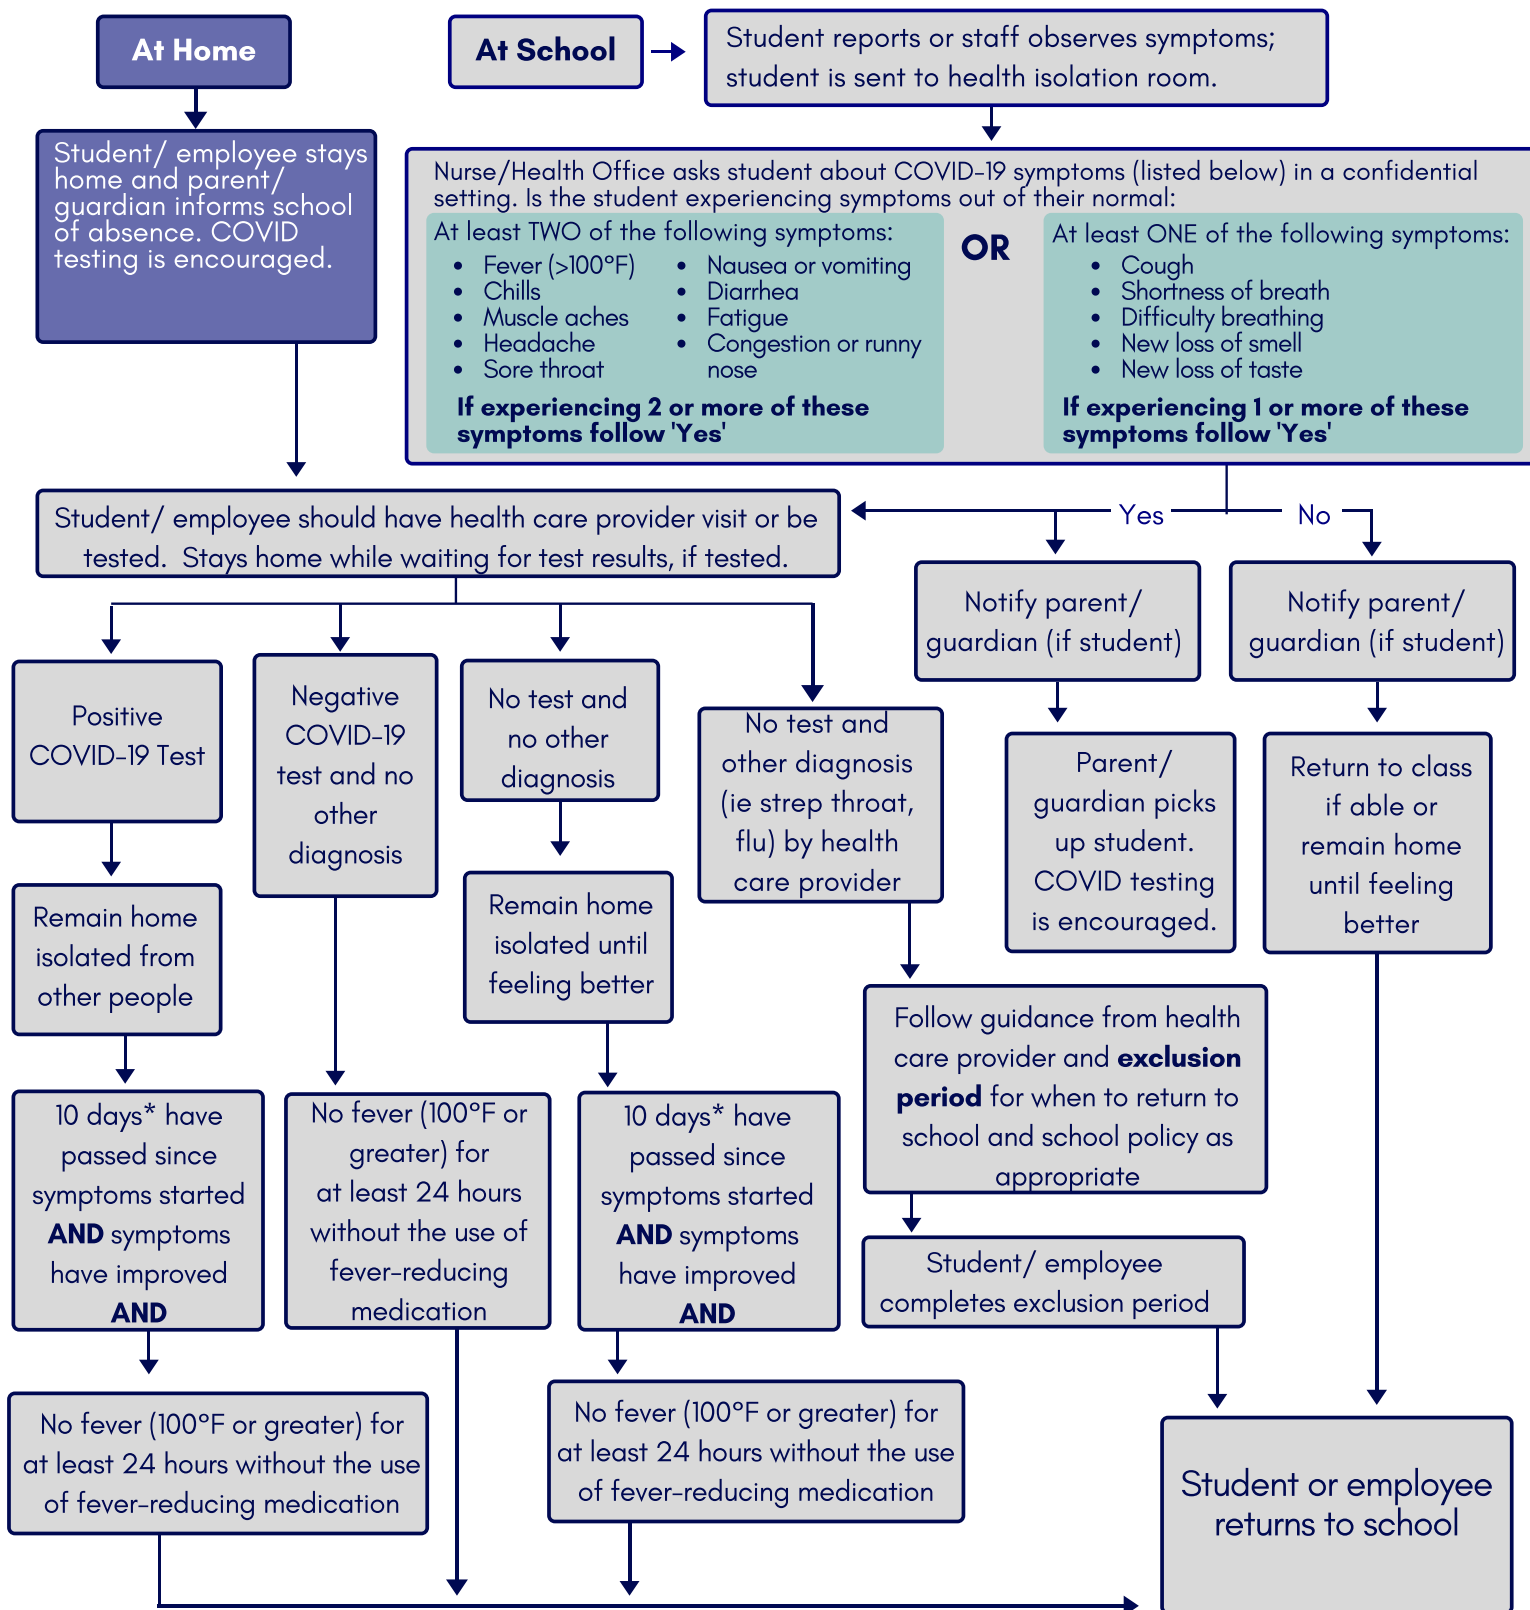 At Home
At School
Student reports or staff observes symptoms;
student is sent to health isolation room.
Student/ employee stays
home and parent/
guardian informs school
of absence. COVID
testing is encouraged.
Nurse/Health Office asks student about COVID-19 symptoms (listed below) in a confidential
setting. Is the student experiencing symptoms out of their normal:
At least TWO of the following symptoms:
• Fever (>100°F)
• Chills
• Muscle aches
• Headache
• Sore throat
• Nausea or vomiting
• Diarrhea
• Fatigue
• Congestion or runny
nose
If experiencing 2 or more of these
symptoms follow 'Yes'
OR
At least ONE of the following symptoms:
• Cough
• Shortness of breath
• Difficulty breathing
• New loss of smell
• New loss of taste
If experiencing 1 or more of these
symptoms follow 'Yes'
Student/ employee should have health care provider visit or be
tested. Stays home while waiting for test results, if tested.
Yes
No
Notify parent/
guardian (if student)
Notify parent/
guardian (if student)
Positive
COVID-19 Test
Negative
COVID-19
test and no
other
diagnosis
No test and
no other
diagnosis
No test and
other diagnosis
(ie strep throat,
flu) by health
care provider
Parent/
guardian picks
up student.
COVID testing
is encouraged.
Return to class
if able or
remain home
until feeling
better
Remain home
isolated from
other people
Remain home
isolated until
feeling better
Follow guidance from health
care provider and exclusion
period for when to return to
school and school policy as
appropriate
10 days* have
passed since
symptoms started
AND symptoms
have improved
AND
No fever (100°F or
greater) for
at least 24 hours
without the use of
fever-reducing
medication
10 days* have
passed since
symptoms started
AND symptoms
have improved
AND
Student/ employee
completes exclusion period
No fever (100°F or greater) for
at least 24 hours without the use
of fever-reducing medication
No fever (100°F or greater) for
at least 24 hours without the use
of fever-reducing medication
Student or employee
returns to school